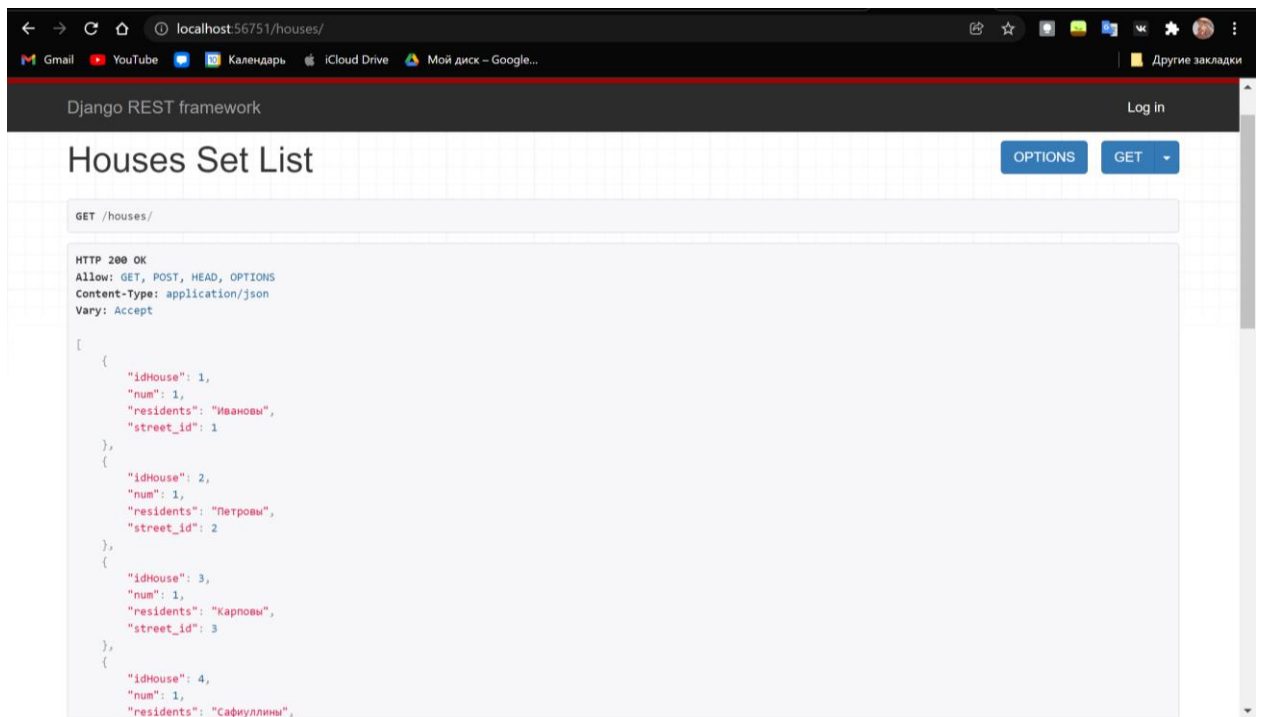 localhost:56751/houses/
Gmail YouTube 10 Календарь iCloud Drive Мой диск – Google... Другие закладки
Django REST framework Log in
Houses Set List OPTIONS GET
GET /houses/
HTTP 200 OK
Allow: GET, POST, HEAD, OPTIONS
Content-Type: application/json
Vary: Accept
[
{
"idHouse": 1,
"num": 1,
"residents": "Ивановы",
"street_id": 1
},
{
"idHouse": 2,
"num": 1,
"residents": "Петровы",
"street_id": 2
},
{
"idHouse": 3,
"num": 1,
"residents": "Карповы",
"street_id": 3
},
{
"idHouse": 4,
"num": 1,
"residents": "Сафиуллины",